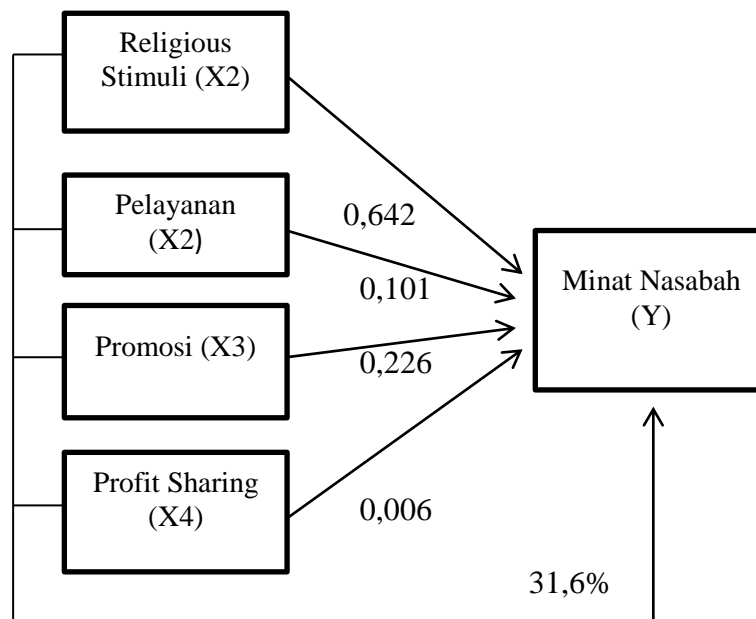 Religious
Stimuli (X2)
Pelayanan
(X2)
Promosi (X3)
Profit Sharing
(X4)
0,642
0,101
0,226
0,006
Minat Nasabah
(Y)
31,6%